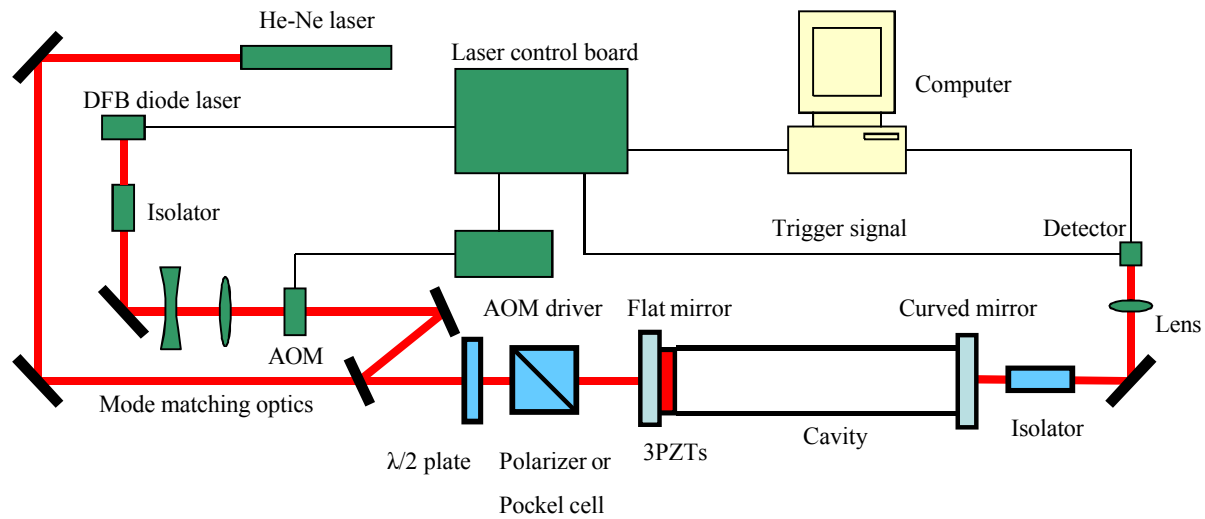 He-Ne laser
Laser control board
DFB diode laser
Computer
Isolator
Trigger signal
Detector
AOM driver
Flat mirror
Curved mirror
Lens
AOM
Mode matching optics
Cavity
Isolator
3PZTs
λ/2 plate
Polarizer or
Pockel cell